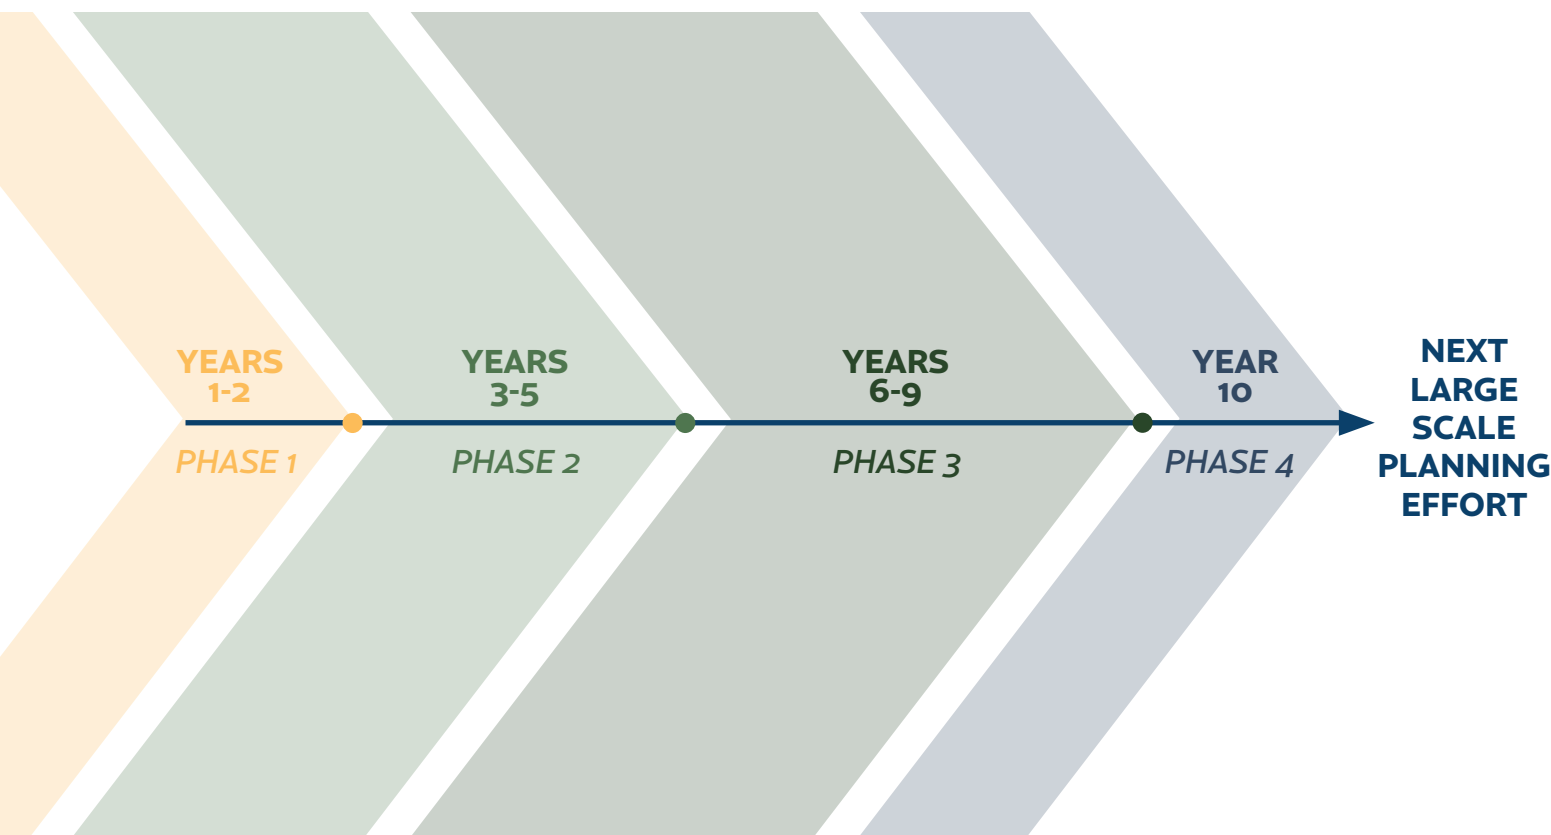 YEARS
1-2
PHASE 1
YEARS
3-5
PHASE 2
YEARS
6-9
PHASE 3
YEAR
10
PHASE 4
NEXT
LARGE
SCALE
PLANNING
EFFORT